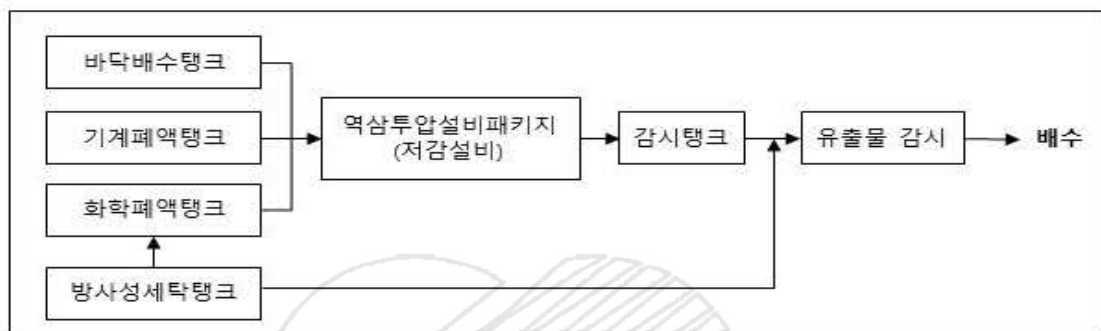 바닥배수탱크
기계폐액탱크
화학폐액탱크
방사성세탁탱크
역삼투압설비패키지
(저감설비)
감시탱크
유출물 감시
배수